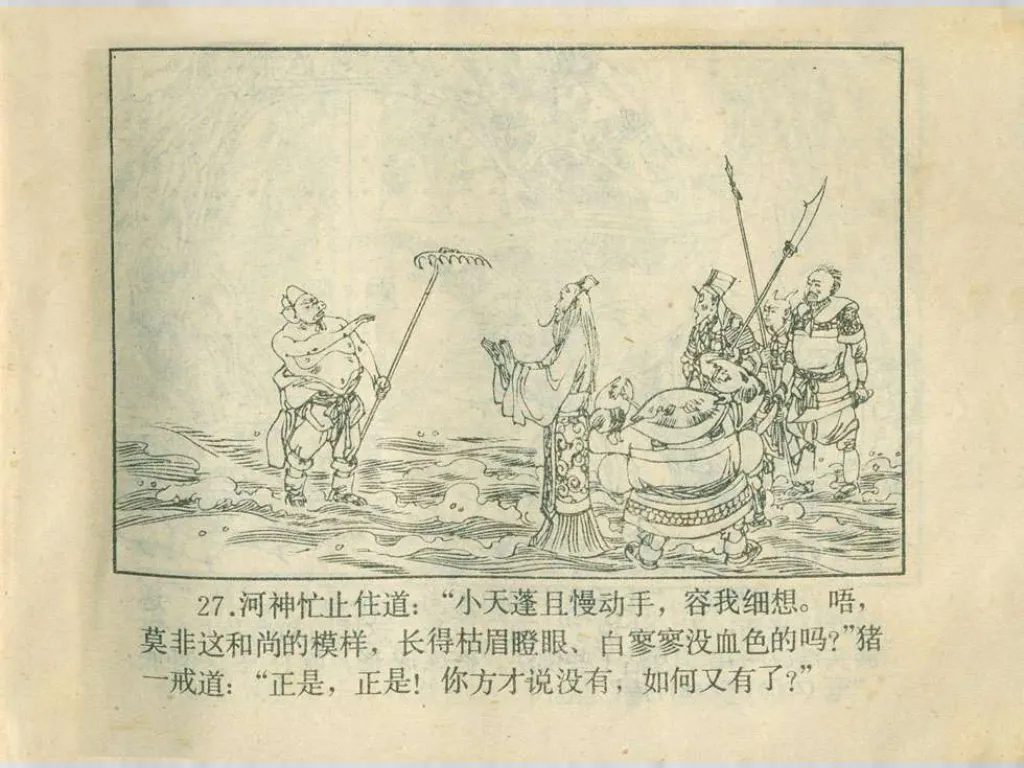 27.河神忙止住道：“小天蓬且慢动手，容我细想。唔，
莫非这和尚的模样，长得枯眉瞪眼、白寥寥没血色的吗？”猪
一戒道：“正是，正是！你方才说没有，如何又有了？”